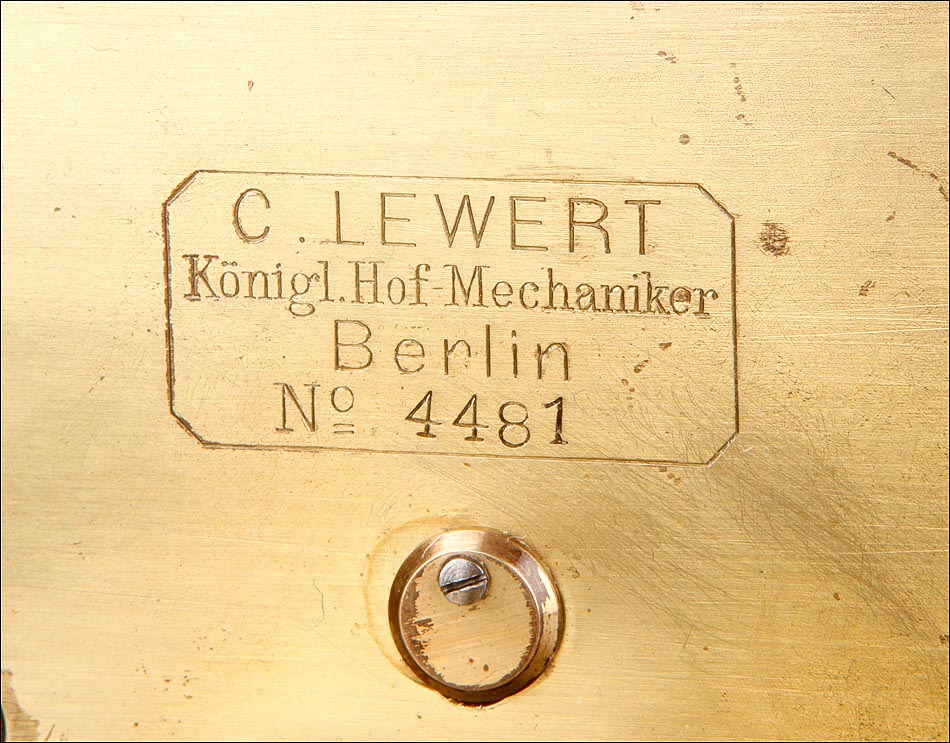 C. LEWERT
Königl. Hof-Mechaniker
Berlin
Nº 4481